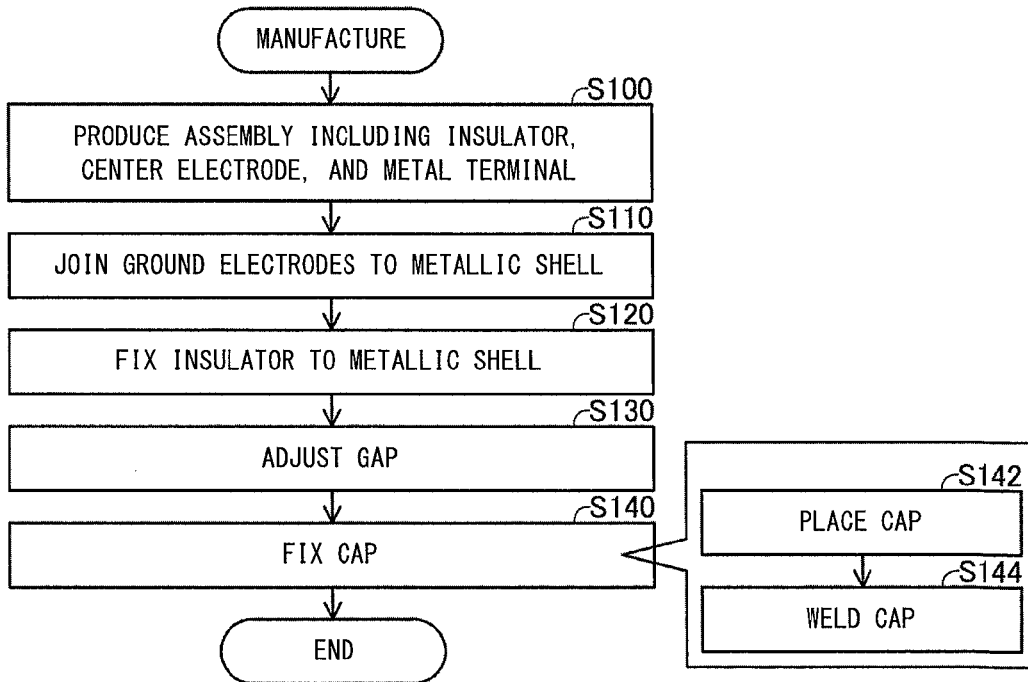 MANUFACTURE
S100
PRODUCE ASSEMBLY INCLUDING INSULATOR,
CENTER ELECTRODE, AND METAL TERMINAL
S110
JOIN GROUND ELECTRODES TO METALLIC SHELL
S120
FIX INSULATOR TO METALLIC SHELL
S130
ADJUST GAP
S140
FIX CAP
S142
PLACE CAP
S144
WELD CAP
END